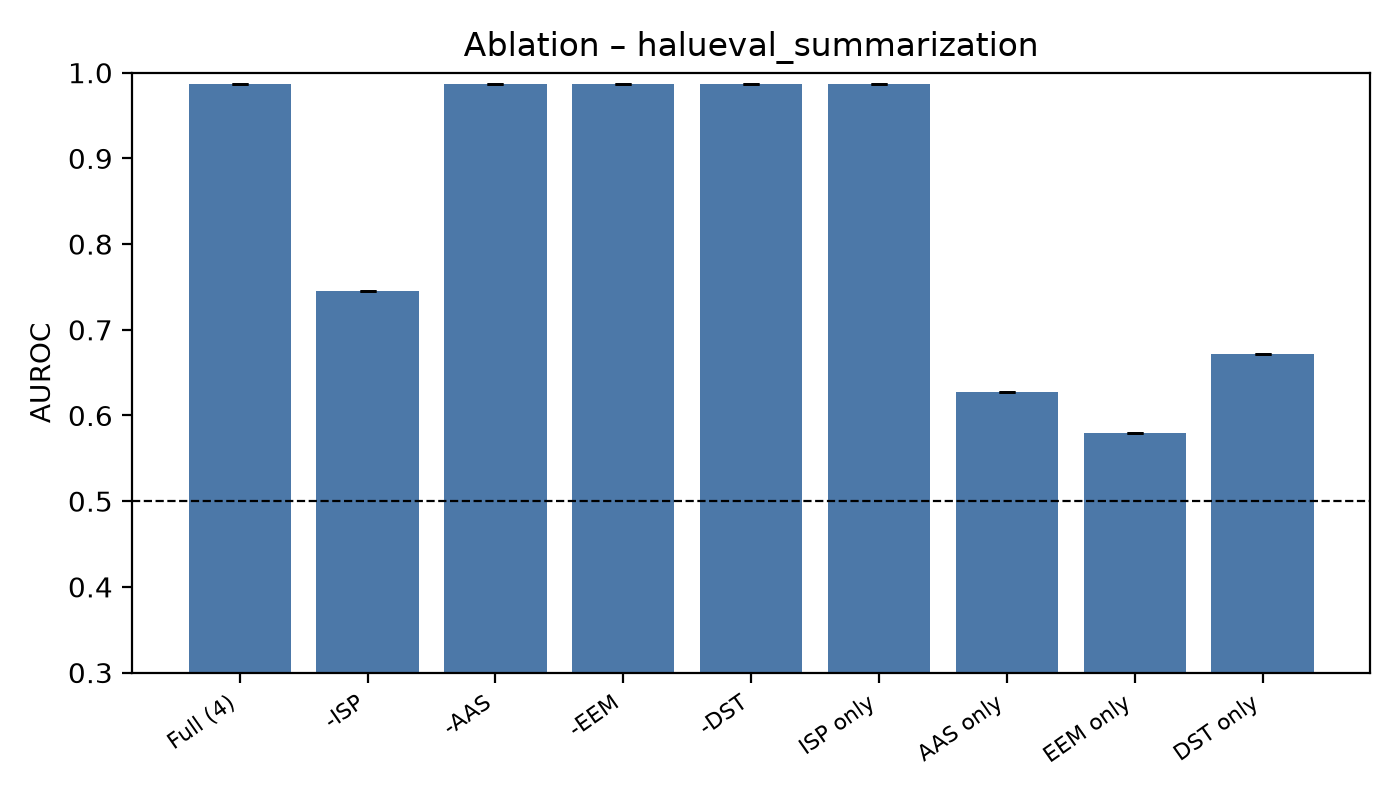 Ablation – halueval_summarization
AUROC
1.0
0.9
0.8
0.7
0.6
0.5
0.4
0.3
Full (4)
-ISP
-AAS
-EEM
-DST
ISP only
AAS only
EEM only
DST only